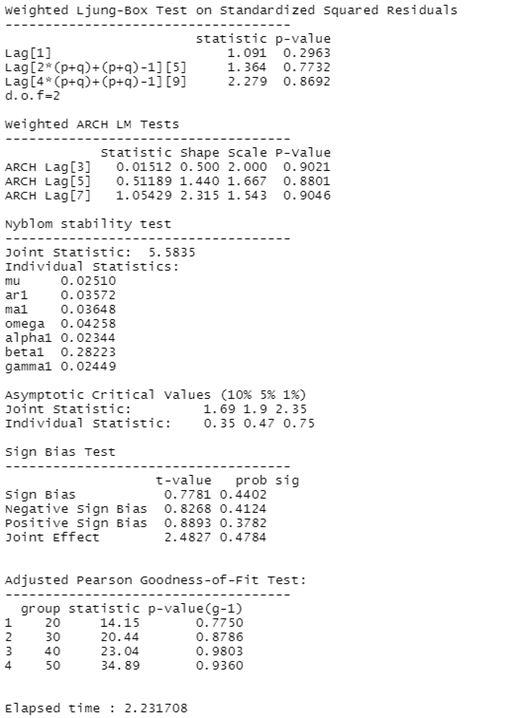 Weighted Ljung-Box Test on Standardized Squared Residuals
------------------------------------
                        statistic p-value
Lag[1]                      1.091  0.2963
Lag[2*(p+q)+(p+q)-1][5]     1.364  0.7732
Lag[4*(p+q)+(p+q)-1][9]     2.279  0.8692
d.o.f=2
Weighted ARCH LM Tests
------------------------------------
            Statistic Shape Scale P-Value
ARCH Lag[3]   0.01512 0.500 2.000  0.9021
ARCH Lag[5]   0.51189 1.440 1.667  0.8801
ARCH Lag[7]   1.05429 2.315 1.543  0.9046
Nyblom stability test
------------------------------------
Joint Statistic:  5.5835
Individual Statistics:
mu     0.02510
ar1    0.03572
ma1    0.03648
omega  0.04258
alpha1 0.02344
beta1  0.28223
gamma1 0.02449
Asymptotic Critical Values (10% 5% 1%)
Joint Statistic:         1.69 1.9 2.35
Individual Statistic:    0.35 0.47 0.75
Sign Bias Test
------------------------------------
                   t-value   prob sig
Sign Bias           0.7781 0.4402
Negative Sign Bias  0.8268 0.4124
Positive Sign Bias  0.8893 0.3782
Joint Effect        2.4827 0.4784
Adjusted Pearson Goodness-of-Fit Test:
------------------------------------
  group statistic p-value(g-1)
1    20     14.15       0.7750
2    30     20.44       0.8786
3    40     23.04       0.9803
4    50     34.89       0.9360
Elapsed time : 2.231708